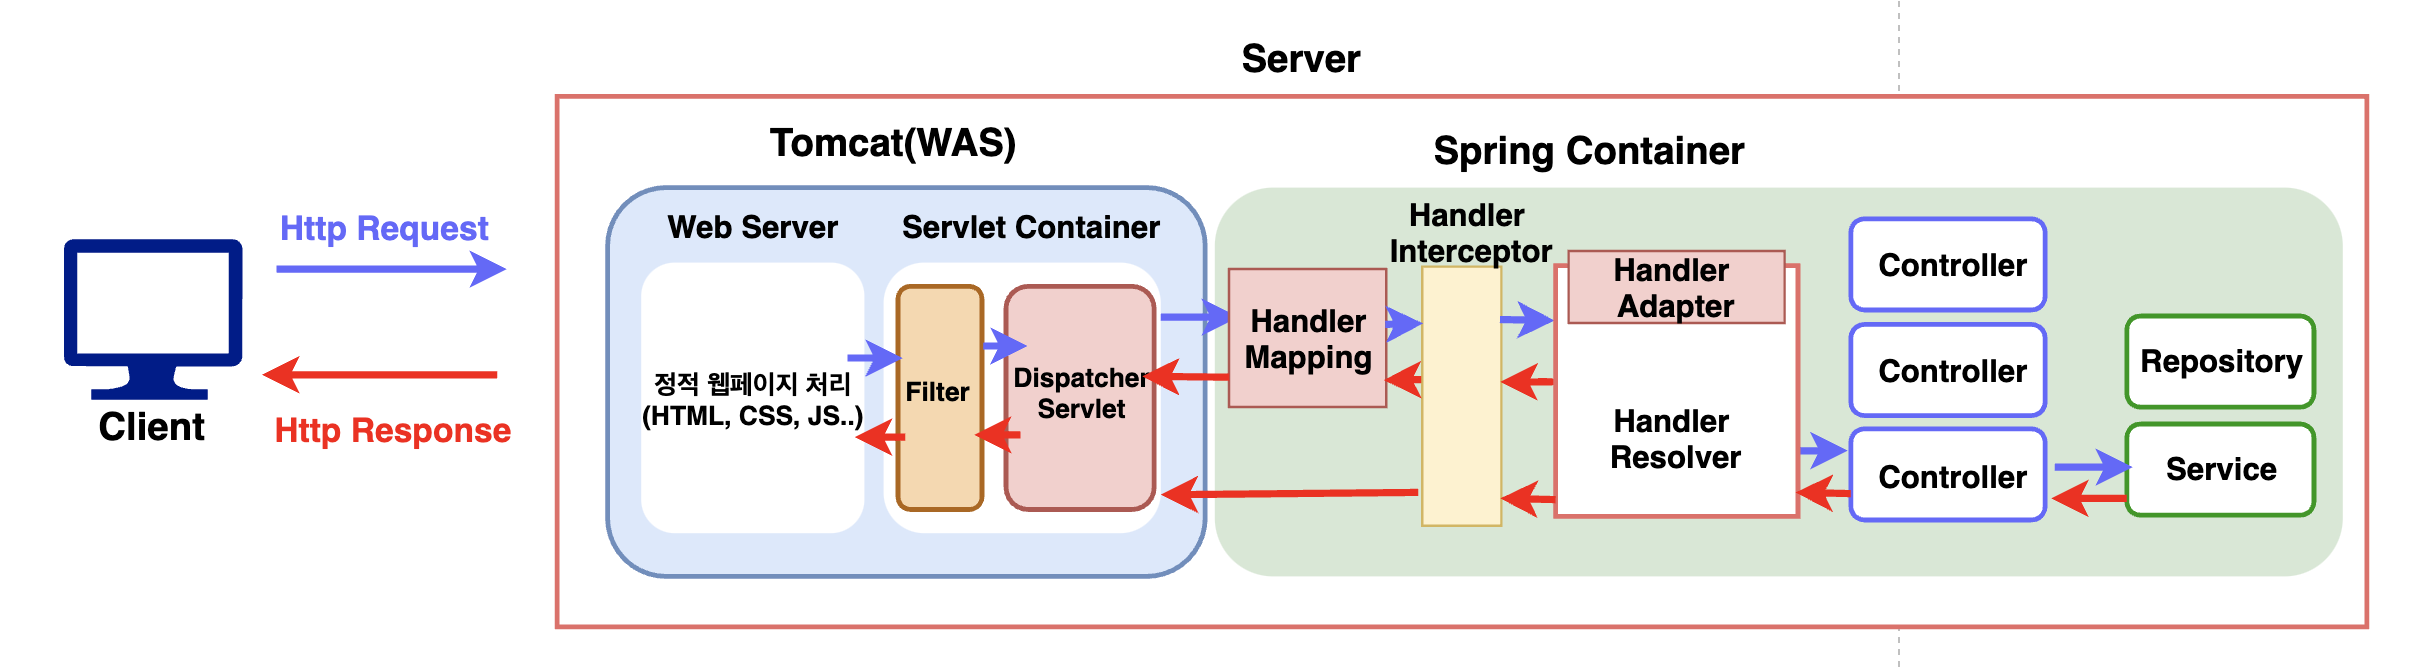 Server
Tomcat(WAS)
Spring Container
Http Request
Http Response
Client
Web Server
정적 웹페이지 처리
(HTML, CSS, JS..)
Servlet Container
Filter
Dispatcher
Servlet
Handler
Mapping
Handler
Interceptor
Handler
Adapter
Handler
Resolver
Controller
Controller
Controller
Repository
Service